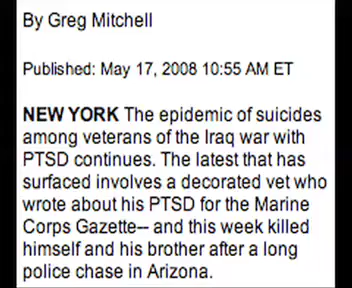 By Greg Mitchell
Published: May 17, 2008 10:55 AM ET
NEW YORK The epidemic of suicides
among veterans of the Iraq war with
PTSD continues. The latest that has
surfaced involves a decorated vet who
wrote about his PTSD for the Marine
Corps Gazette-- and this week killed
himself and his brother after a long
police chase in Arizona.